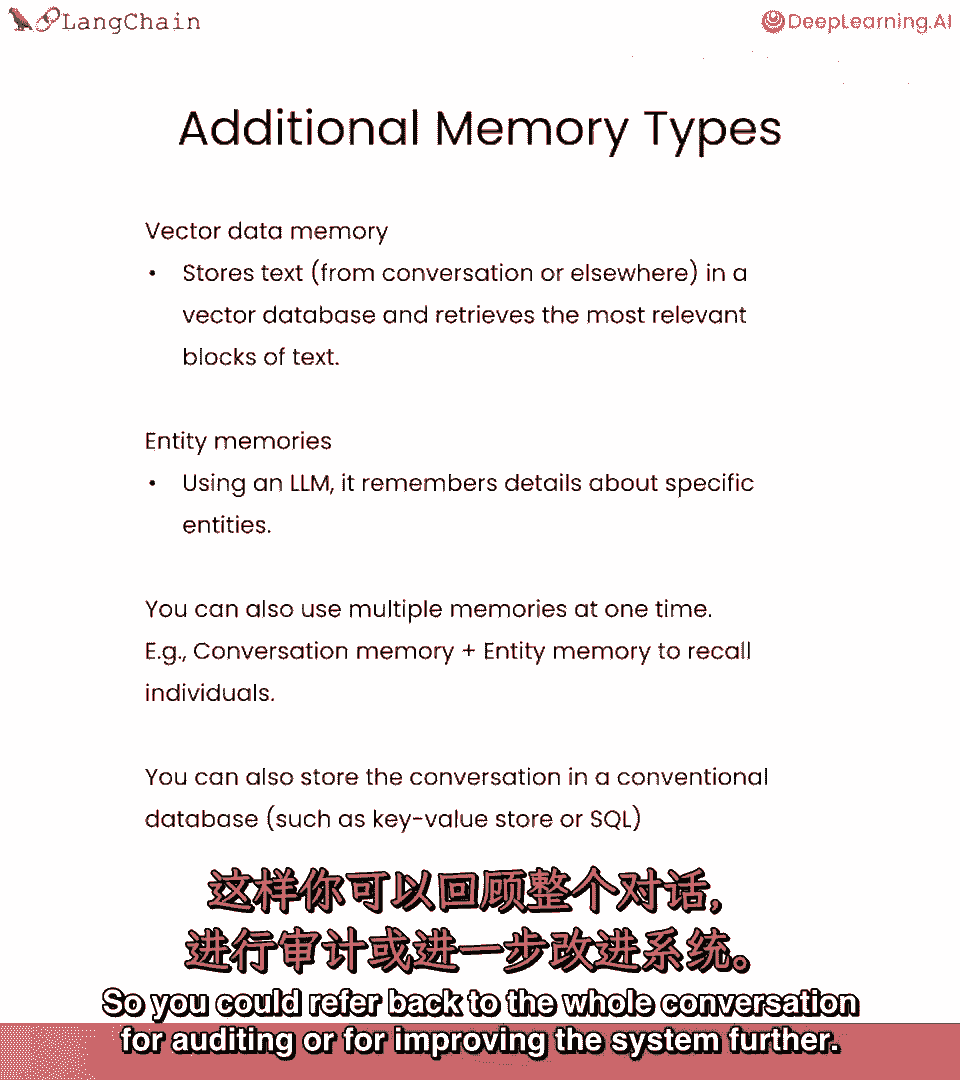 LangChain
DeepLearning.AI
Additional Memory Types
Vector data memory
• Stores text (from conversation or elsewhere) in a
vector database and retrieves the most relevant
blocks of text.
Entity memories
• Using an LLM, it remembers details about specific
entities.
You can also use multiple memories at one time.
E.g., Conversation memory + Entity memory to recall
individuals.
You can also store the conversation in a conventional
database (such as key-value store or SQL)
这样你可以回顾整个对话,
进行审计或进一步改进系统。
So you could refer back to the whole conversation
for auditing or for improving the system further.